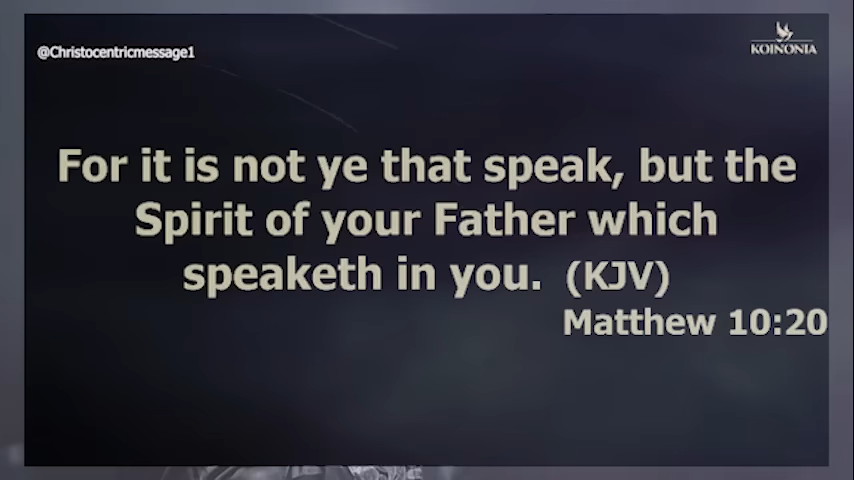 @Christocentricmessage1
KOINONIA
For it is not ye that speak, but the
Spirit of your Father which
speaketh in you. (KJV)
Matthew 10:20